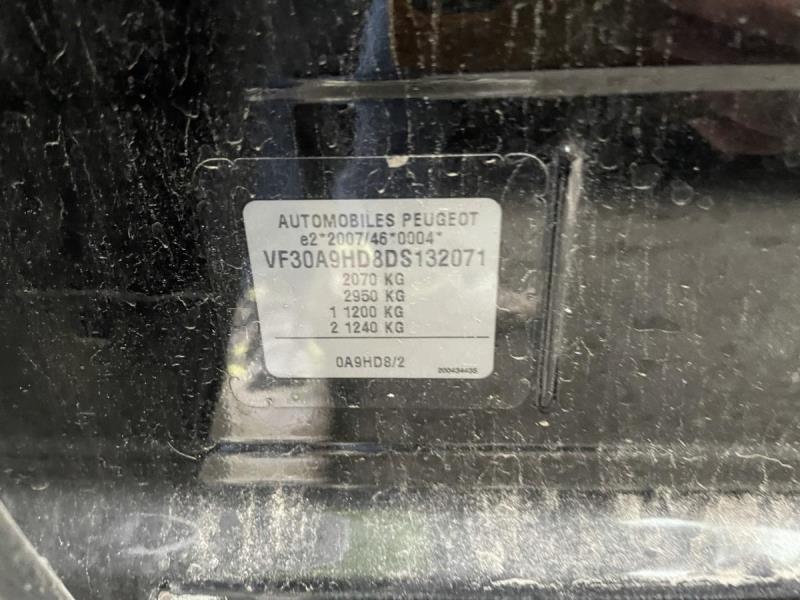 AUTOMOBILES PEUGEOT
e2*2007/46*0004*
VF30A9HD8DS132071
2070 KG
2950 KG
1 1200 KG
2 1240 KG
0A9HD8/2
200434435